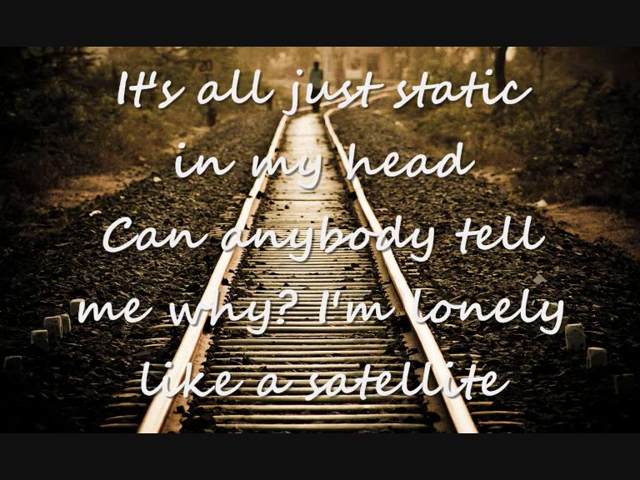 It's all just static
in my head
Can anybody tell
me why? I'm lonely
like a satellite